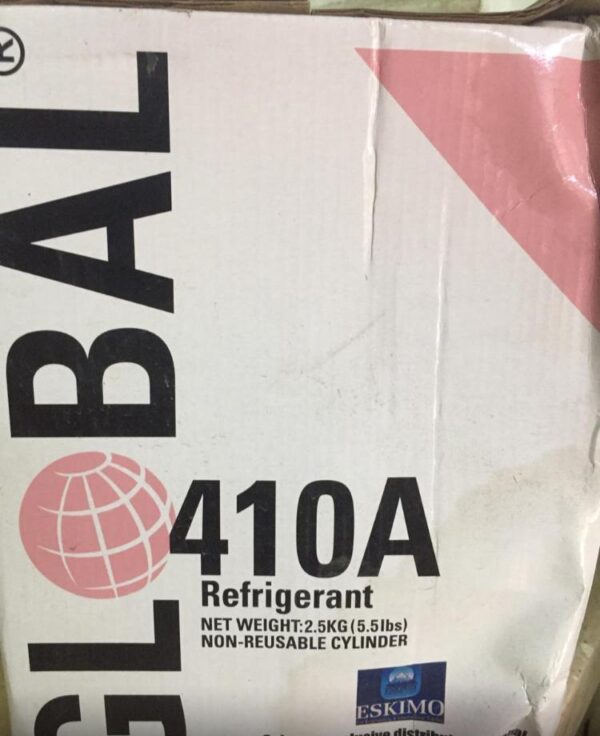 GLOBAL®
410A
Refrigerant
NET WEIGHT:2.5KG(5.5lbs)
NON-REUSABLE CYLINDER
ESKIMO